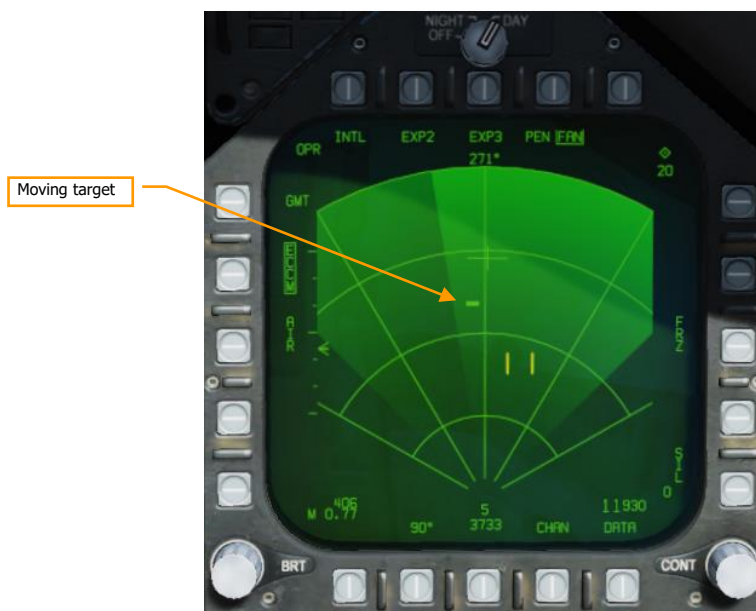 NIGHT DAY
OFF
INTL EXP2 EXP3 PEN FAN
OPR
271°
20
Moving target
GMT
ECCM
AIR
FRZ
SIL
0
406
M 0.77
5
11930
90° 3733 CHAN DATA
BRT
CONT